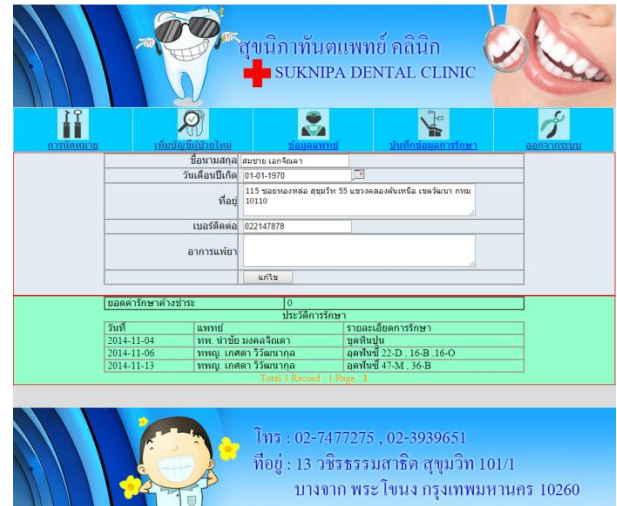 สุขนิภาทันตแพทย์ คลินิก
SUKNIPA DENTAL CLINIC
การนัดหมาย เพิ่มบัญชีผู้ป่วยใหม่ ข้อมูลแพทย์ บันทึกข้อมูลการรักษา ออกจากระบบ
ชื่อนามสกุล สมชาย เอกจินดา
วันเดือนปีเกิด 01-01-1970
ที่อยู่ 115 ซอยทองหล่อ สุขุมวิท 55 แขวงคลองตันเหนือ เขตวัฒนา กทม
10110
เบอร์ติดต่อ 022147878
อาการแพ้ยา
แก้ไข
ยอดค่ารักษาค้างชำระ 0
ประวัติการรักษา
วันที่ แพทย์ รายละเอียดการรักษา
2014-11-04 ทพ. นำชัย มงคลจินดา ขูดหินปูน
2014-11-06 ทพญ. เกศดา วิวัฒนากุล อุดฟันซี่ 22-D , 16-B ,16-O
2014-11-13 ทพญ. เกศดา วิวัฒนากุล อุดฟันซี่ 47-M , 36-B
Total 3 Record : 1 Page : 1
โทร : 02-7477275 , 02-3939651
ที่อยู่ : 13 วชิรธรรมสาธิต สุขุมวิท 101/1
บางจาก พระโขนง กรุงเทพมหานคร 10260